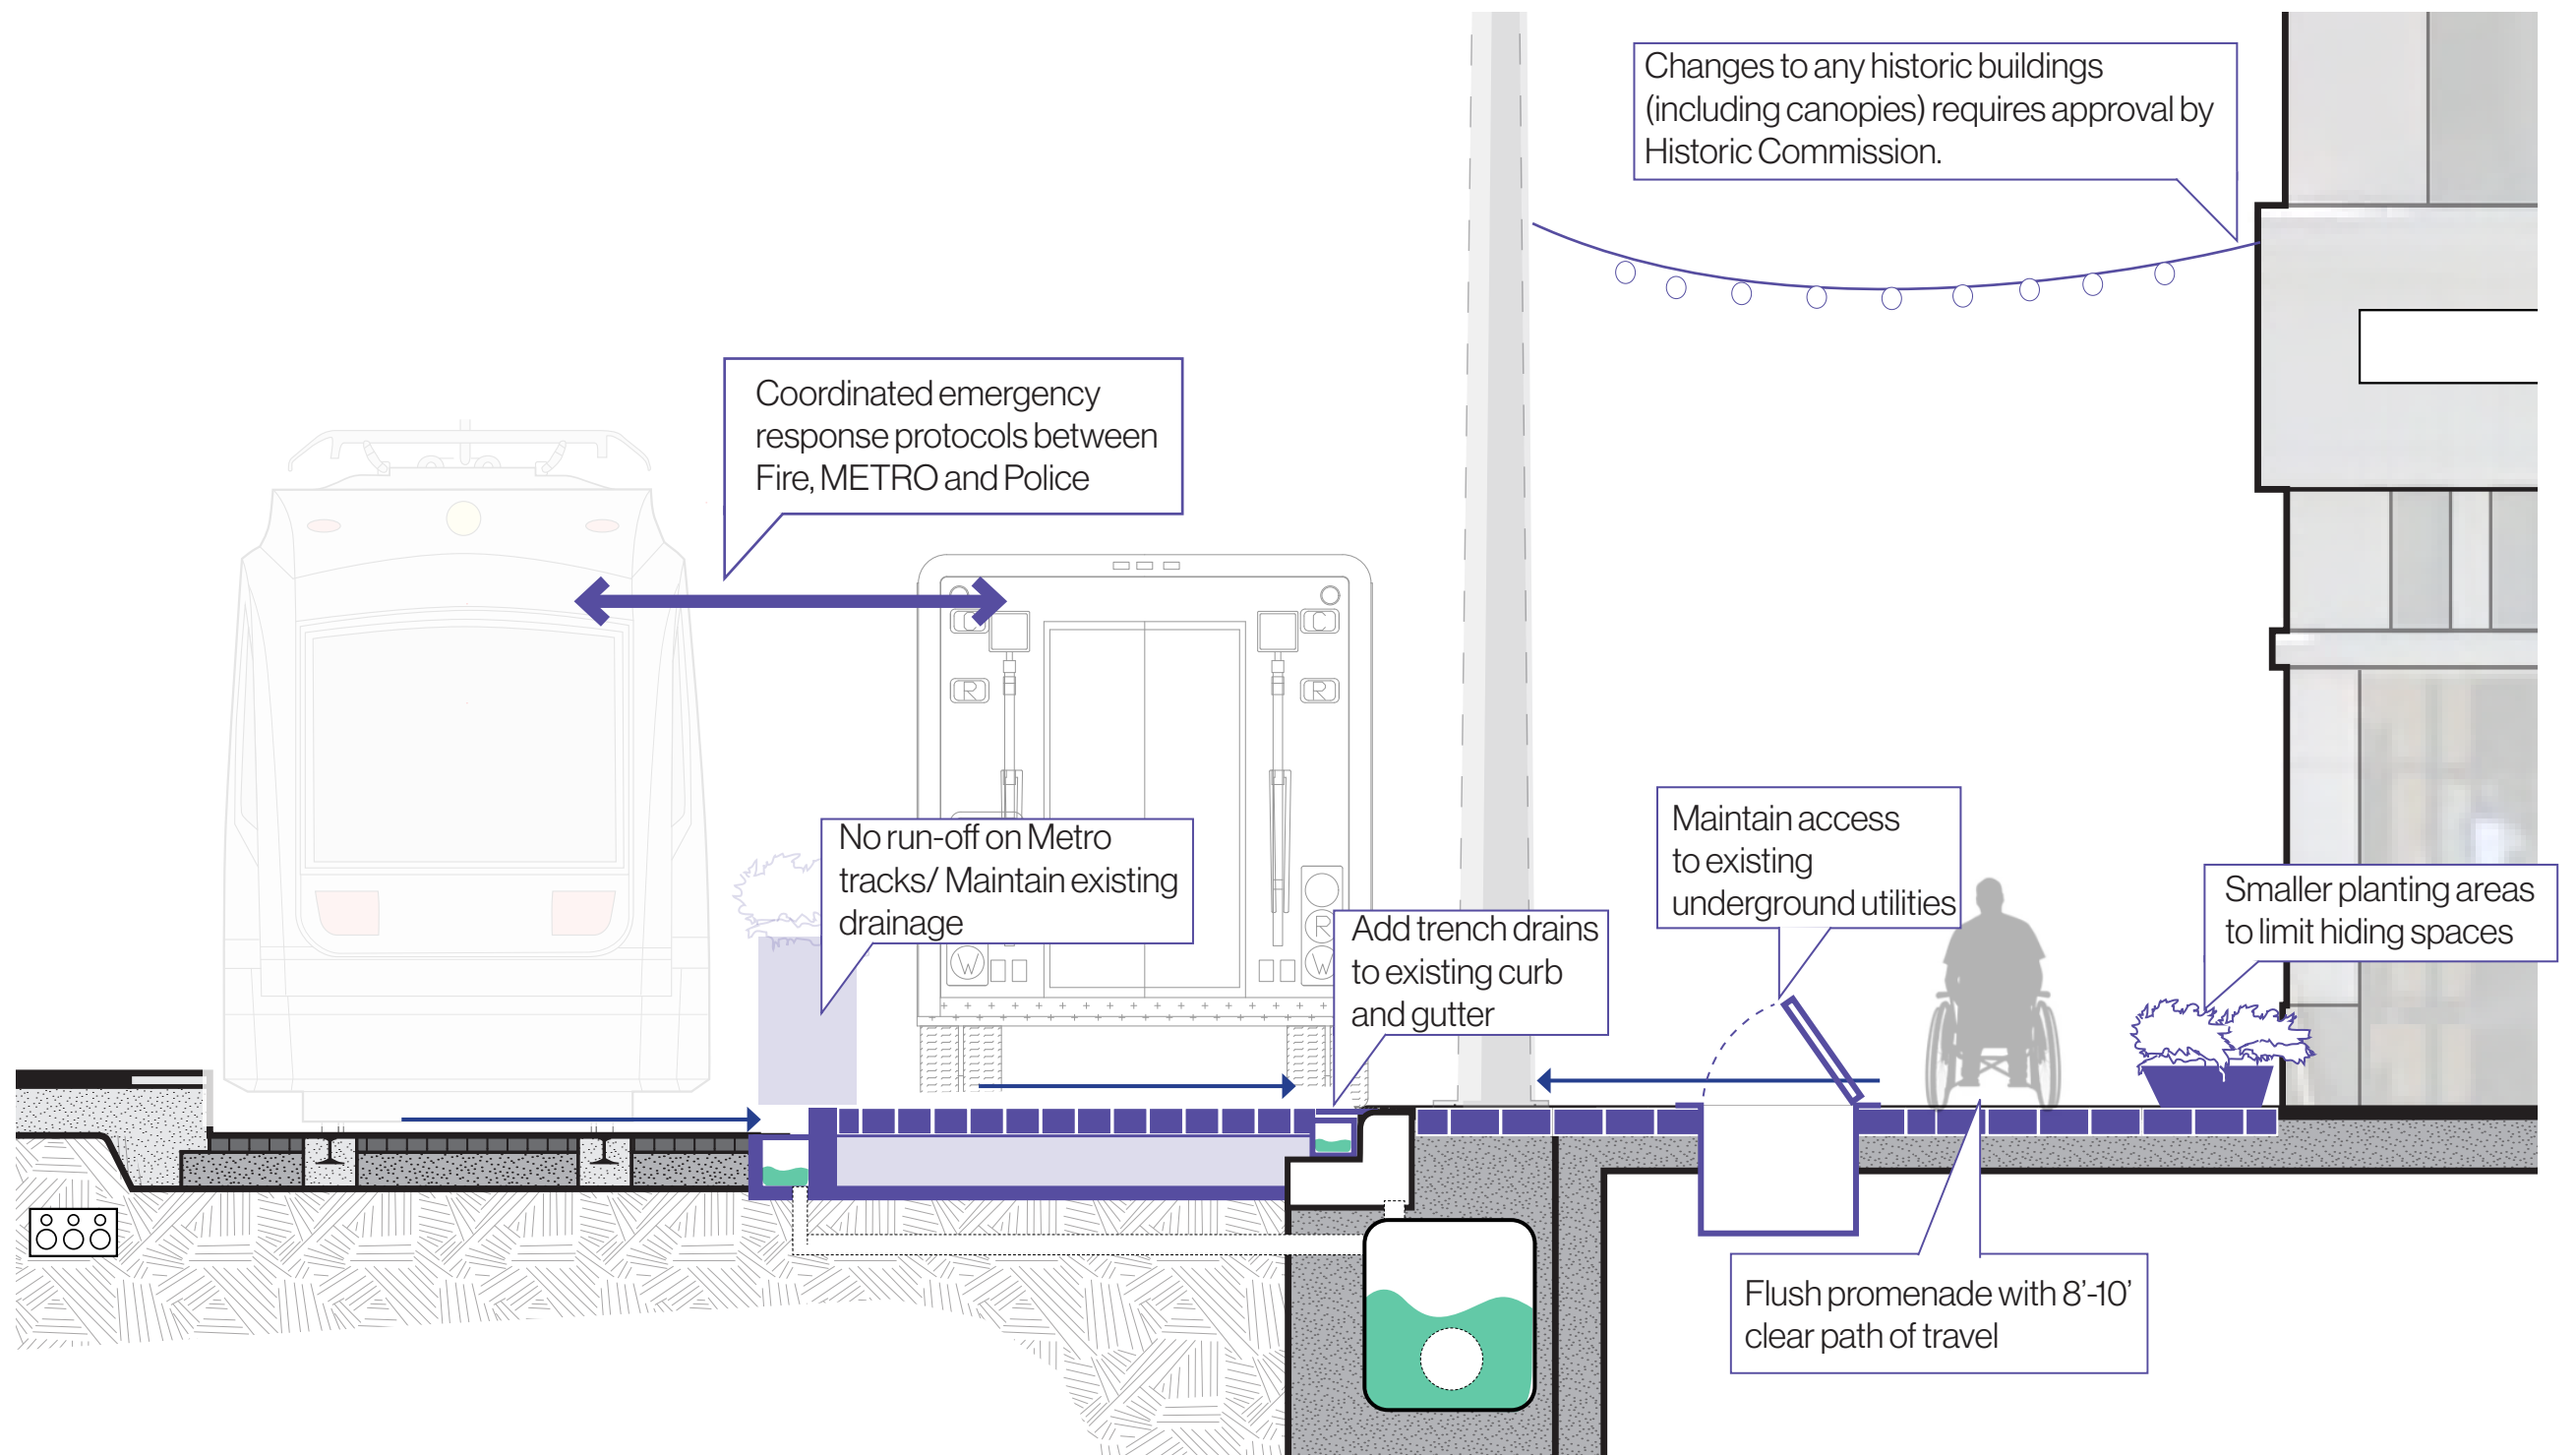 Changes to any historic buildings
(including canopies) requires approval by
Historic Commission.
Coordinated emergency
response protocols between
Fire, METRO and Police
C
C
R
R
No run-off on Metro
tracks/ Maintain existing
drainage
Maintain access
to existing
underground utilities
Smaller planting areas
to limit hiding spaces
R
Add trench drains
to existing curb
and gutter
W
W
Flush promenade with 8’-10’
clear path of travel